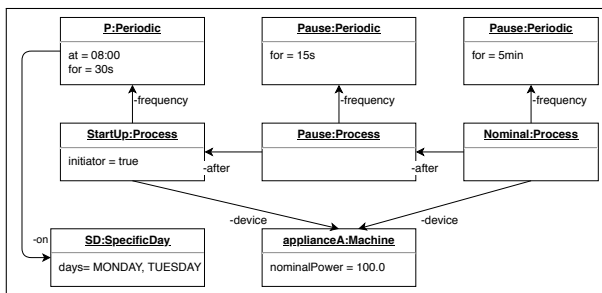 P:Periodic
at = 08:00
for = 30s
Pause:Periodic
for = 15s
Pause:Periodic
for = 5min
-frequency
-frequency
-frequency
StartUp:Process
initiator = true
Pause:Process
Nominal:Process
-after
-after
-device
-device
-on
SD:SpecificDay
days= MONDAY, TUESDAY
applianceA:Machine
nominalPower = 100.0